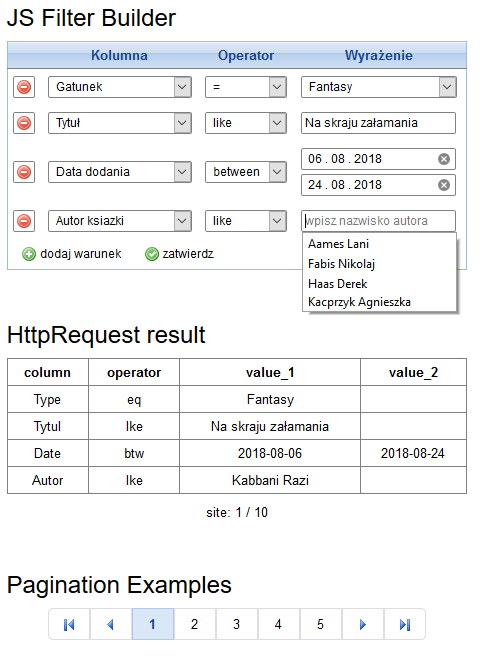 JS Filter Builder
Kolumna Operator Wyrażenie
Gatunek = Fantasy
Tytuł like Na skraju załamania
Data dodania between 06 . 08 . 2018
24 . 08 . 2018
Autor ksiazki like wpisz nazwisko autora
Aames Lani
dodaj warunek zatwierdz
Fabis Nikolaj
Haas Derek
Kacprzyk Agnieszka
HttpRequest result
column operator value_1 value_2
Type eq Fantasy
Tytul lke Na skraju załamania
Date btw 2018-08-06 2018-08-24
Autor lke Kabbani Razi
site: 1 / 10
Pagination Examples
1 2 3 4 5